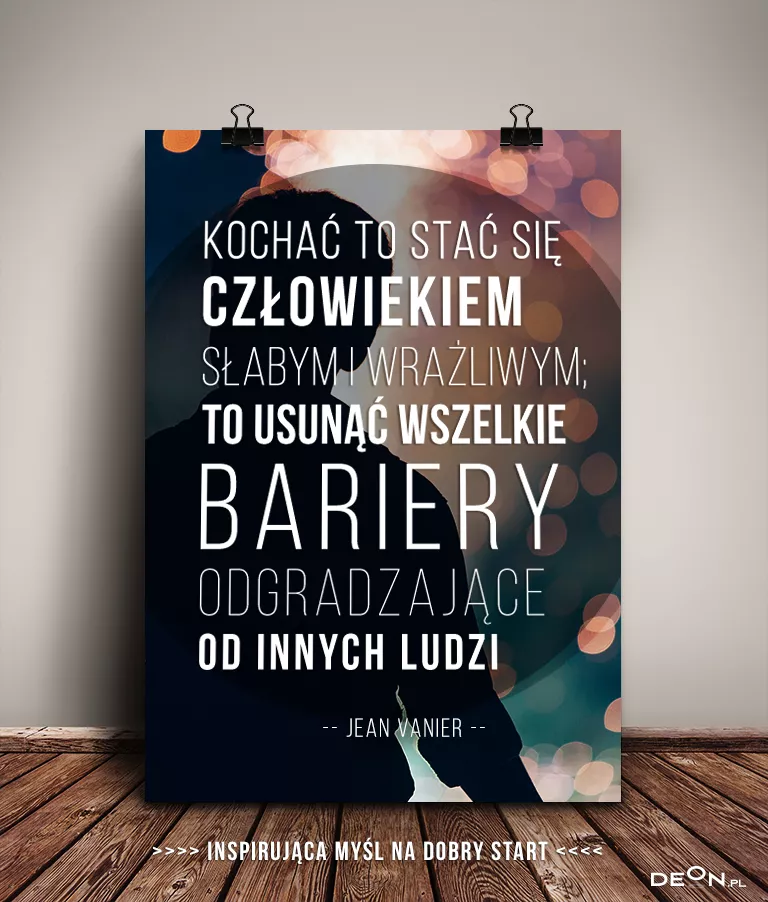 KOCHAĆ TO STAĆ SIĘ
CZŁOWIEKIEM
SŁABYM I WRAŻLIWYM;
TO USUNĄĆ WSZELKIE
BARIERY
ODGRADZAJĄCE
OD INNYCH LUDZI
-- JEAN VANIER --
>>>> INSPIRUJĄCA MYŚL NA DOBRY START <<<<
DEON.PL